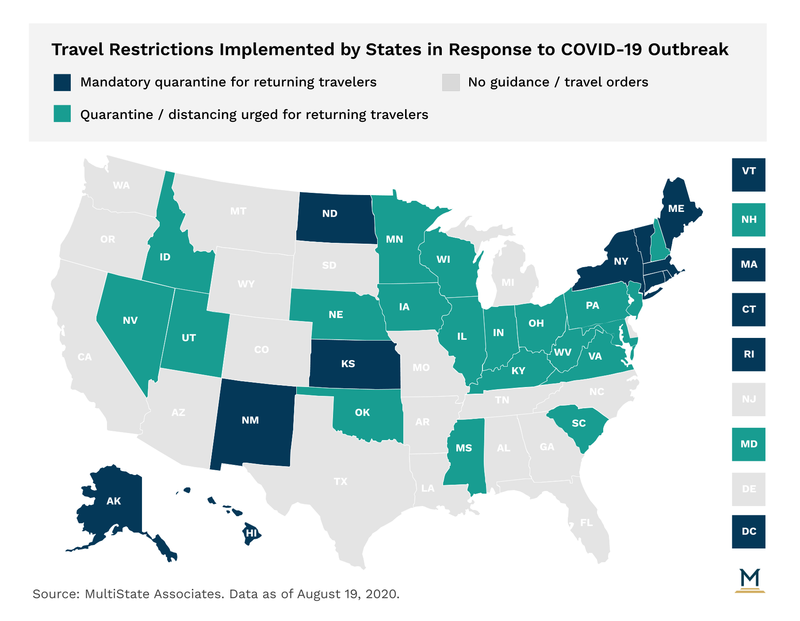 Travel Restrictions Implemented by States in Response to COVID-19 Outbreak
Mandatory quarantine for returning travelers
No guidance / travel orders
Quarantine / distancing urged for returning travelers
WA
MT
ND
MN
ME
VT
OR
ID
SD
WI
MI
NY
NH
WY
IA
PA
MA
NV
UT
NE
IL
IN
OH
CT
CA
CO
KS
MO
KY
WV
VA
RI
AZ
NM
OK
AR
TN
NC
NJ
SC
MS
AL
GA
MD
TX
LA
FL
DE
AK
HI
DC
M
Source: MultiState Associates. Data as of August 19, 2020.